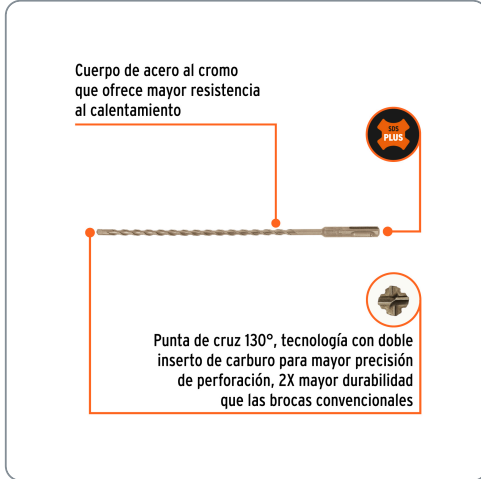 Cuerpo de acero al cromo
que ofrece mayor resistencia
al calentamiento
SDS
PLUS
Punta de cruz 130°, tecnología con doble
inserto de carburo para mayor precisión
de perforación, 2X mayor durabilidad
que las brocas convencionales